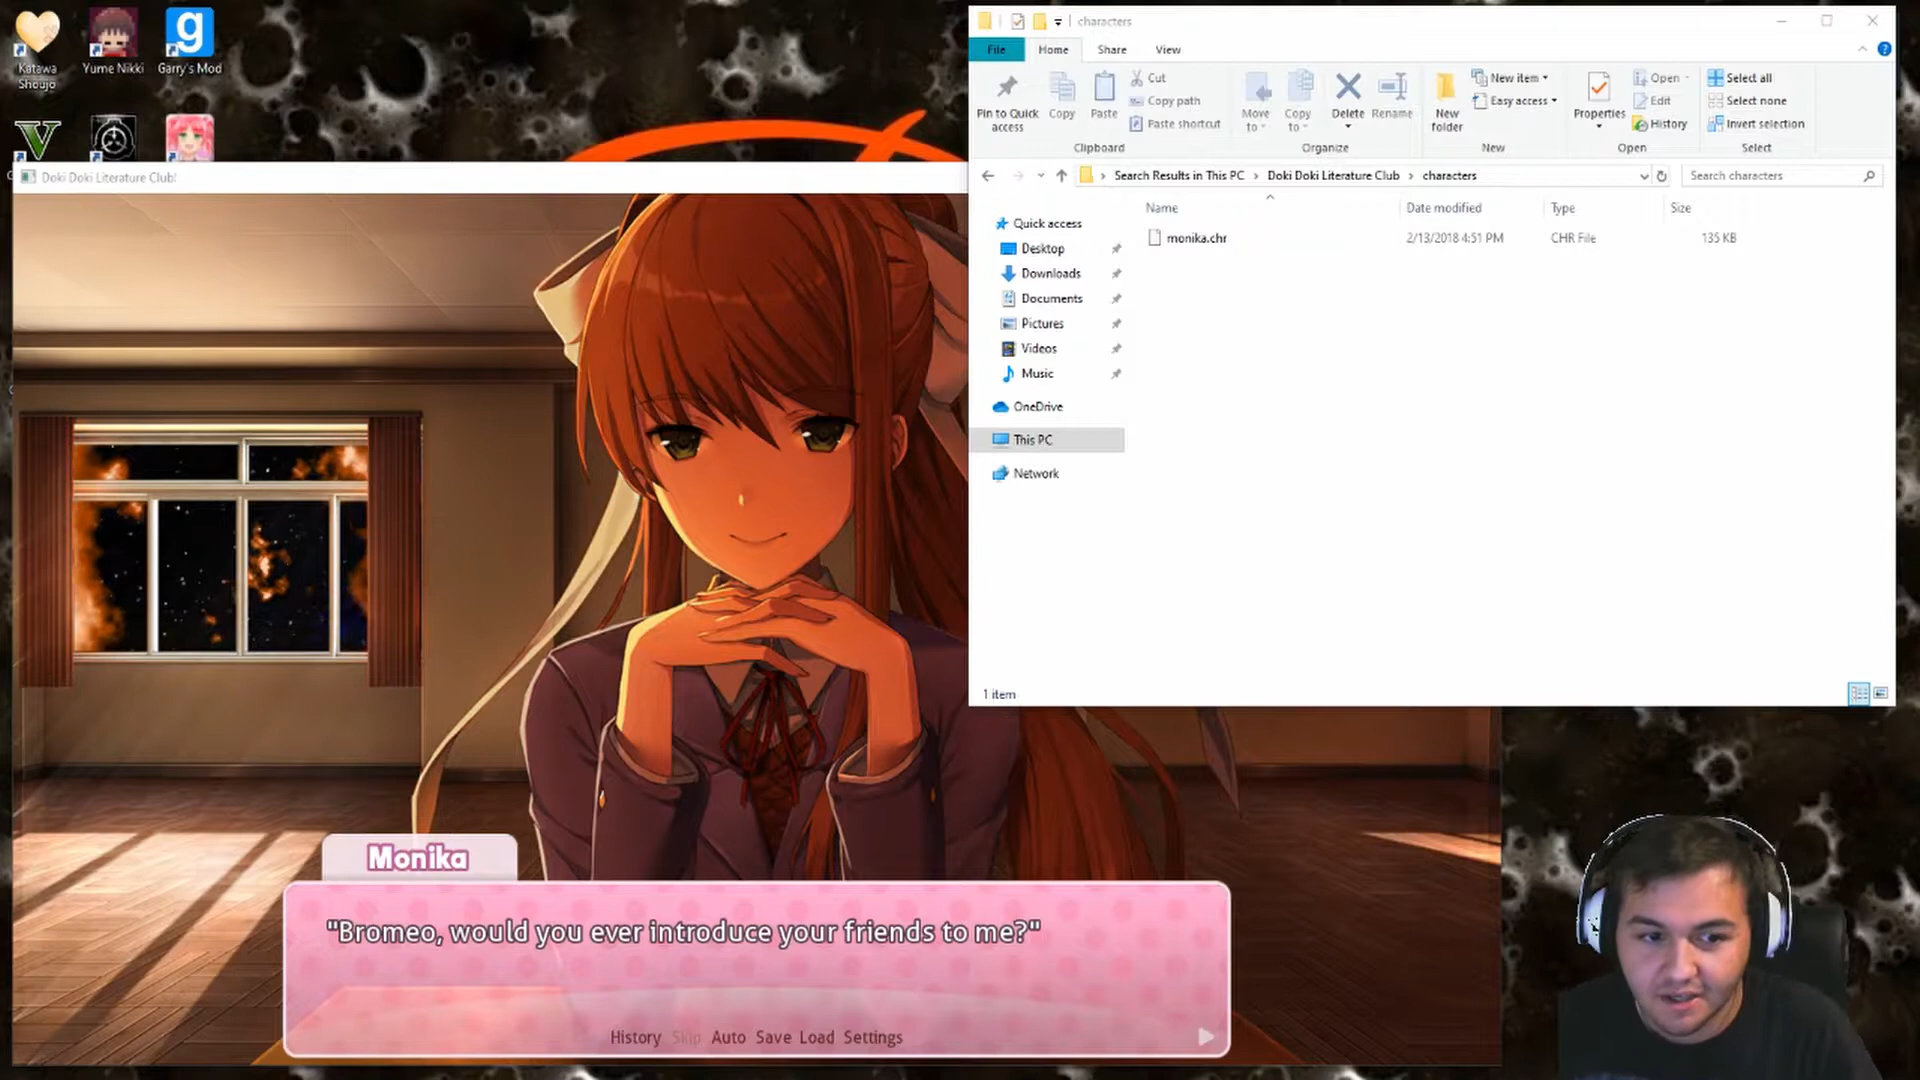 Katawa
Shoujo
Yume Nikki
Garry's Mod
Doki Doki Literature Club!
characters
File
Home
Share
View
Pin to Quick
access
Copy
Paste
Cut
Copy path
Paste shortcut
Clipboard
Move
to
Copy
to
Delete
Rename
Organize
New
folder
New item
Easy access
New
Properties
Open
Edit
History
Open
Select all
Select none
Invert selection
Select
Search Results in This PC > Doki Doki Literature Club > characters
Search characters
Name
Date modified
Type
Size
monika.chr
2/13/2018 4:51 PM
CHR File
135 KB
Quick access
Desktop
Downloads
Documents
Pictures
Videos
Music
OneDrive
This PC
Network
1 item
Monika
"Bromeo, would you ever introduce your friends to me?"
History Skip Auto Save Load Settings